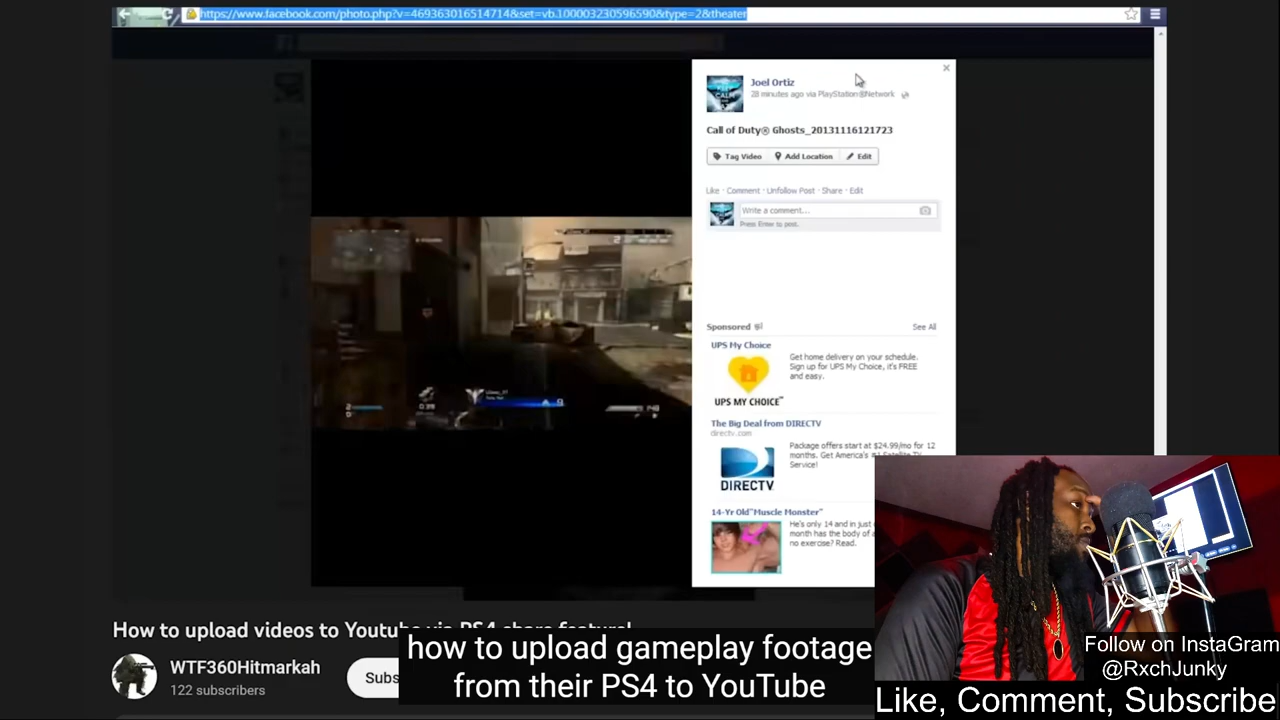 https://www.facebook.com/photo.php?v=469363016514714&set=vb.100003230596590&type=2&theater
Joel Ortiz
28 minutes ago via PlayStation®Network
Call of Duty® Ghosts_20131116121723
Tag Video
Add Location
Edit
Like · Comment · Unfollow Post · Share · Edit
Write a comment...
Press Enter to post.
Sponsored
See All
UPS My Choice
Get home delivery on your schedule.
Sign up for UPS My Choice, it's FREE
and easy.
UPS MY CHOICE™
The Big Deal from DIRECTV
directv.com
Package offers start at $24.99/mo for 12
months. Get America's #1 Satellite TV
Service!
DIRECTV
14-Yr Old"Muscle Monster"
He's only 14 and in just
month has the body of a
no exercise? Read.
How to upload videos to Youtube via PS4 share feature!
WTF360Hitmarkah
122 subscribers
Subs
how to upload gameplay footage
from their PS4 to YouTube
Follow on InstaGram
@RxchJunky
Like, Comment, Subscribe